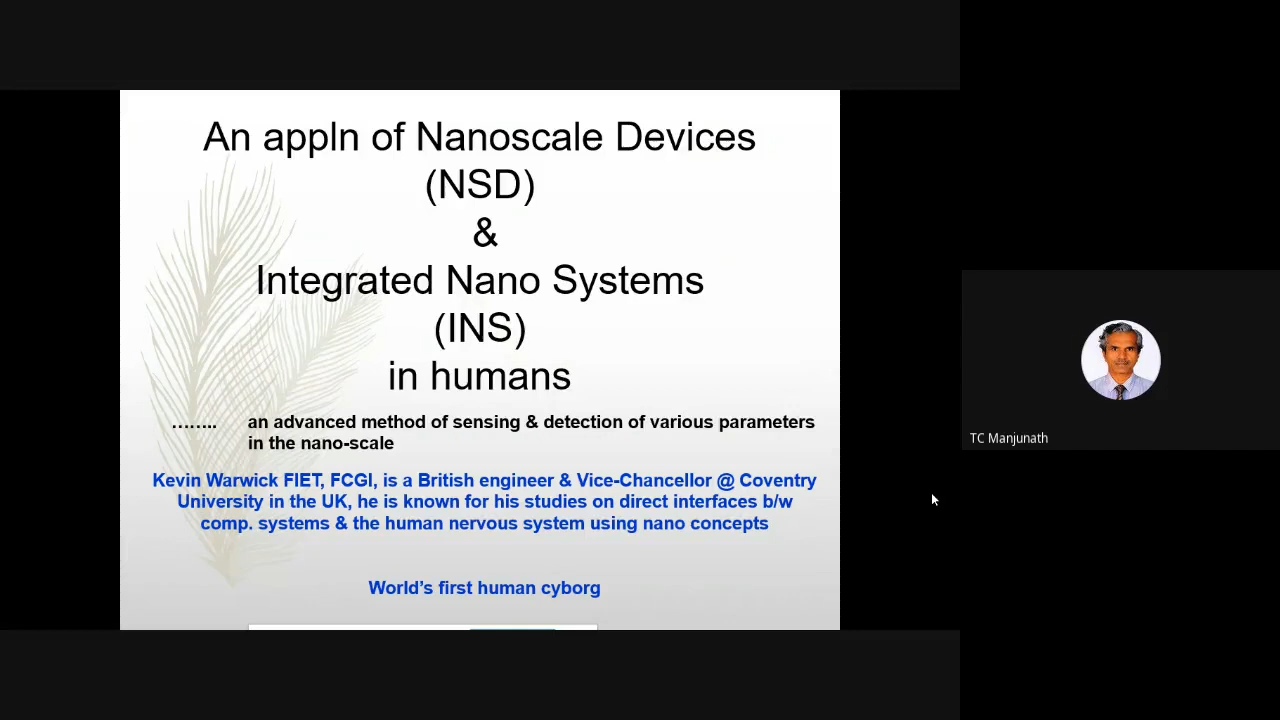 An appln of Nanoscale Devices
(NSD)
&
Integrated Nano Systems
(INS)
in humans
…….. an advanced method of sensing & detection of various parameters
in the nano-scale
Kevin Warwick FIET, FCGI, is a British engineer & Vice-Chancellor @ Coventry
University in the UK, he is known for his studies on direct interfaces b/w
comp. systems & the human nervous system using nano concepts
World’s first human cyborg
TC Manjunath